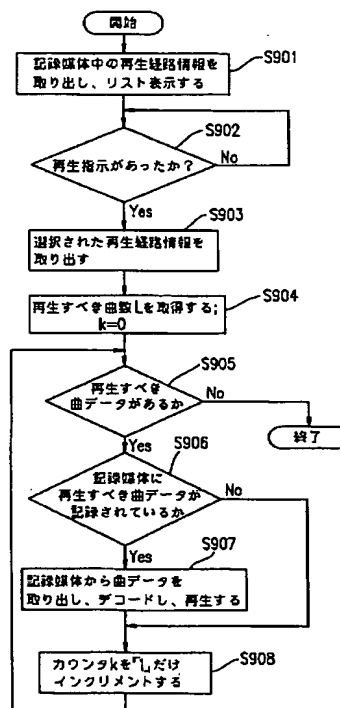 開始
記録媒体中の再生経路情報を
取り出し、リスト表示する
S901
再生指示があったか？
S902
No
Yes
選択された再生経路情報を
取り出す
S903
再生すべき曲数Lを取得する;
k=0
S904
再生すべき
曲データがあるか
S905
No
終了
Yes
記録媒体に
再生すべき曲データが
記録されているか
S906
No
Yes
記録媒体から曲データを
取り出し、デコードし、再生する
S907
カウンタkを「1」だけ
インクリメントする
S908